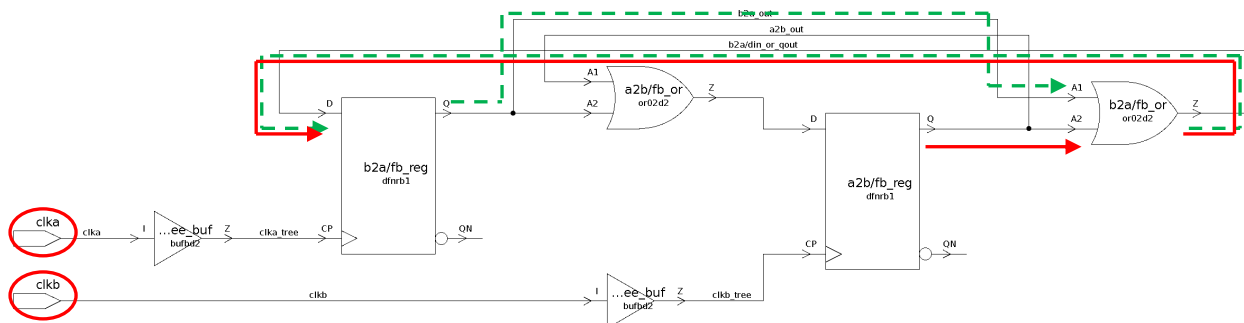 b2a_out
a2b_out
b2a/din_or_qout
A1
A2
a2b/fb_or
or02d2
Z
A1
A2
b2a/fb_or
or02d2
Z
D
Q
b2a/fb_reg
dfnrb1
CP
QN
D
Q
a2b/fb_reg
dfnrb1
CP
QN
clka
clka
I
...ee_buf
bufbd2
Z
clka_tree
clkb
clkb
I
...ee_buf
bufbd2
Z
clkb_tree